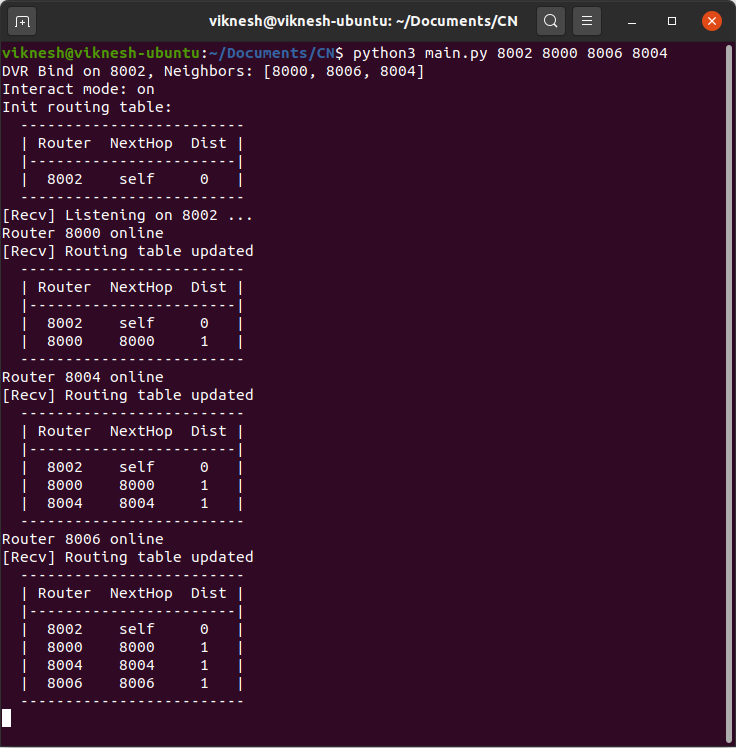 viknesh@viknesh-ubuntu: ~/Documents/CN
viknesh@viknesh-ubuntu:~/Documents/CN$ python3 main.py 8002 8000 8006 8004
DVR Bind on 8002, Neighbors: [8000, 8006, 8004]
Interact mode: on
Init routing table:
  -------------------------
  | Router  NextHop  Dist |
  |-----------------------|
  |  8002    self     0   |
  -------------------------
[Recv] Listening on 8002 ...
Router 8000 online
[Recv] Routing table updated
  -------------------------
  | Router  NextHop  Dist |
  |-----------------------|
  |  8002    self     0   |
  |  8000    8000     1   |
  -------------------------
Router 8004 online
[Recv] Routing table updated
  -------------------------
  | Router  NextHop  Dist |
  |-----------------------|
  |  8002    self     0   |
  |  8000    8000     1   |
  |  8004    8004     1   |
  -------------------------
Router 8006 online
[Recv] Routing table updated
  -------------------------
  | Router  NextHop  Dist |
  |-----------------------|
  |  8002    self     0   |
  |  8000    8000     1   |
  |  8004    8004     1   |
  |  8006    8006     1   |
  -------------------------